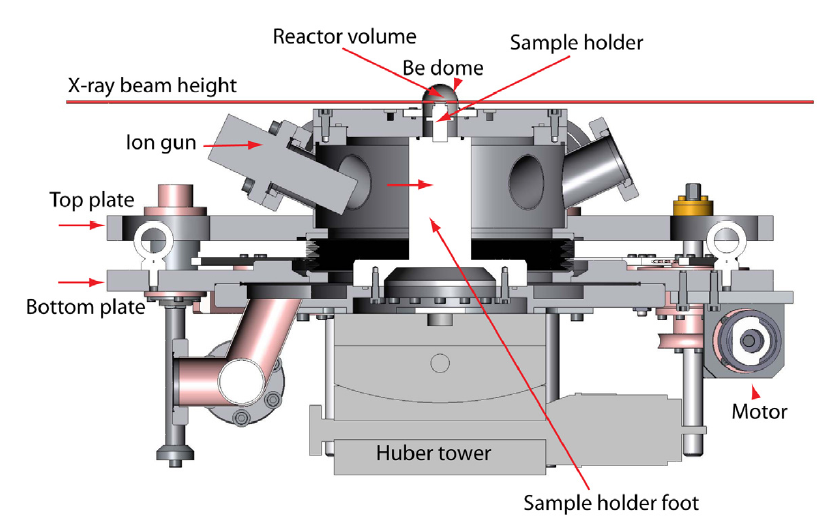 Reactor volume
Sample holder
Be dome
X-ray beam height
Ion gun
Top plate
Bottom plate
Motor
Huber tower
Sample holder foot